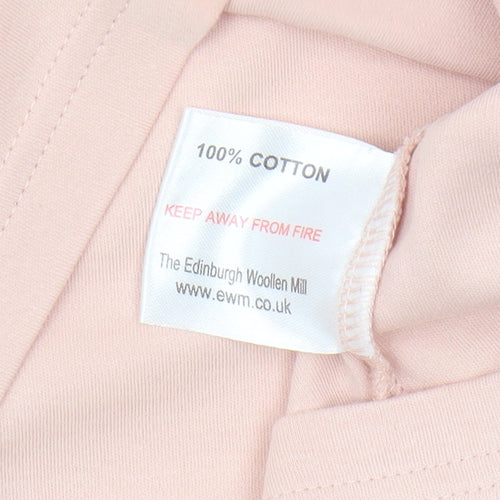 100% COTTON
KEEP AWAY FROM FIRE
The Edinburgh Woollen Mill
www.ewm.co.uk